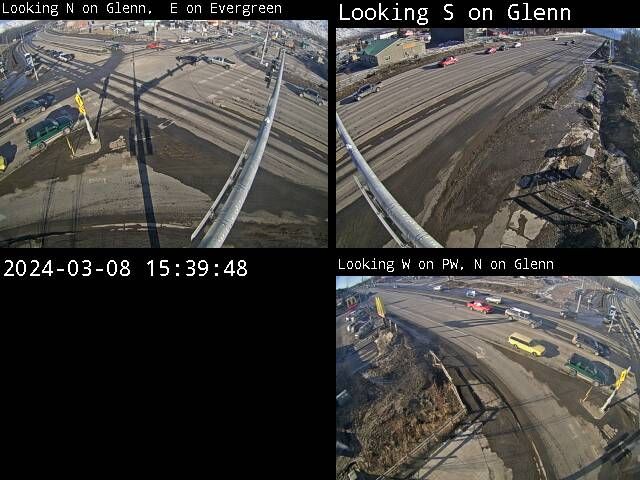 Looking N on Glenn,  E on Evergreen
Looking S on Glenn
2024-03-08 15:39:48
Looking W on PW, N on Glenn